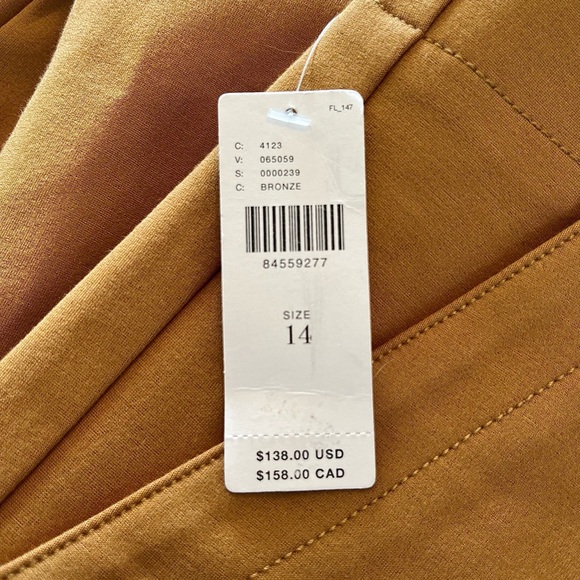 FL_147
C: 4123
V: 065059
S: 0000239
C: BRONZE
84559277
SIZE
14
$138.00 USD
$158.00 CAD